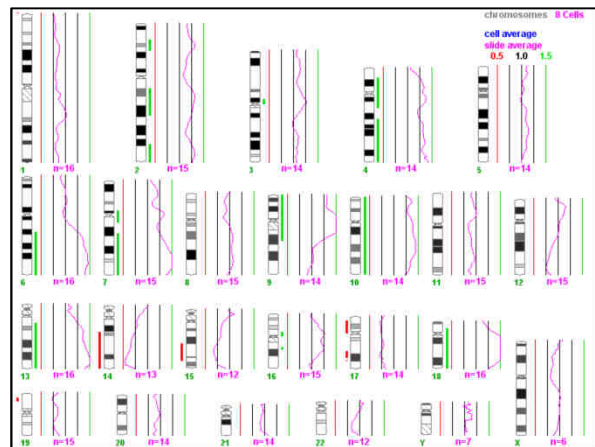 chromosomes 8 Cells
cell average
slide average
0.5 1.0 1.5
1 n=16
2 n=15
3 n=14
4 n=14
5 n=14
6 n=16
7 n=15
8 n=15
9 n=14
10 n=14
11 n=15
12 n=15
13 n=16
14 n=13
15 n=12
16 n=15
17 n=14
18 n=16
19 n=15
20 n=14
21 n=14
22 n=12
Y n=7
X n=6